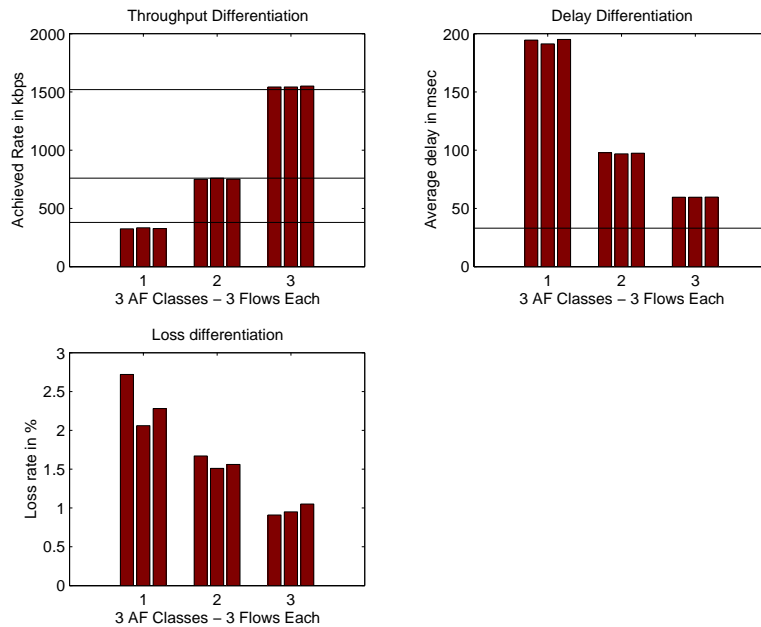 Throughput Differentiation
2000
1500
1000
500
0
Achieved Rate in kbps
1 2 3
3 AF Classes – 3 Flows Each
Delay Differentiation
200
150
100
50
0
Average delay in msec
1 2 3
3 AF Classes – 3 Flows Each
Loss differentiation
3
2.5
2
1.5
1
0.5
0
Loss rate in %
1 2 3
3 AF Classes – 3 Flows Each